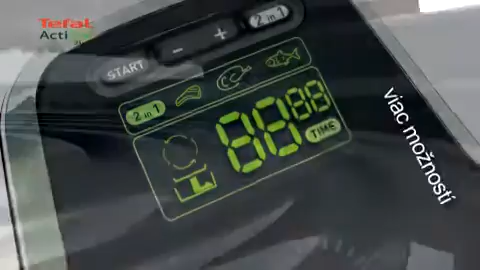 Tefal
Acti
START
−
+
2 in 1
2 in 1
88:88
TIME
viac možností